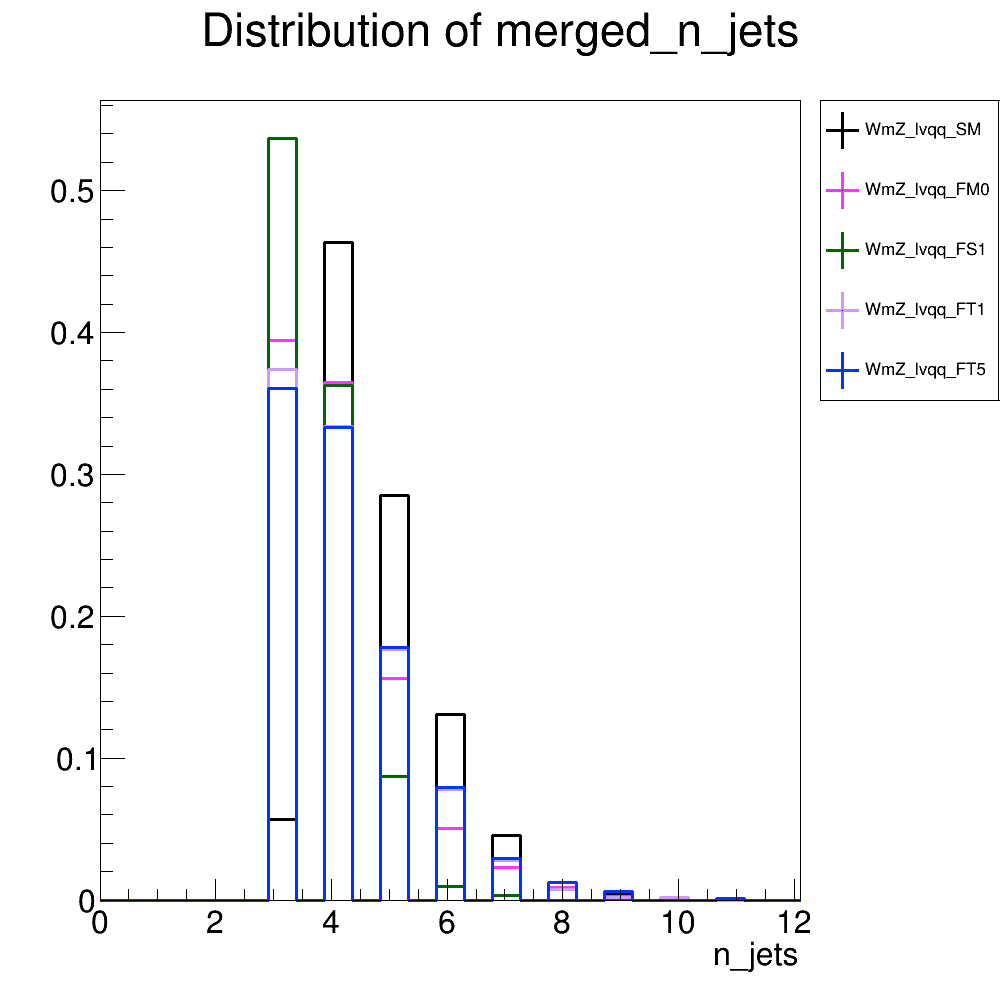 Distribution of merged_n_jets
WmZ_lvqq_SM
WmZ_lvqq_FM0
WmZ_lvqq_FS1
WmZ_lvqq_FT1
WmZ_lvqq_FT5
0.5
0.4
0.3
0.2
0.1
0
0 2 4 6 8 10 12
n_jets